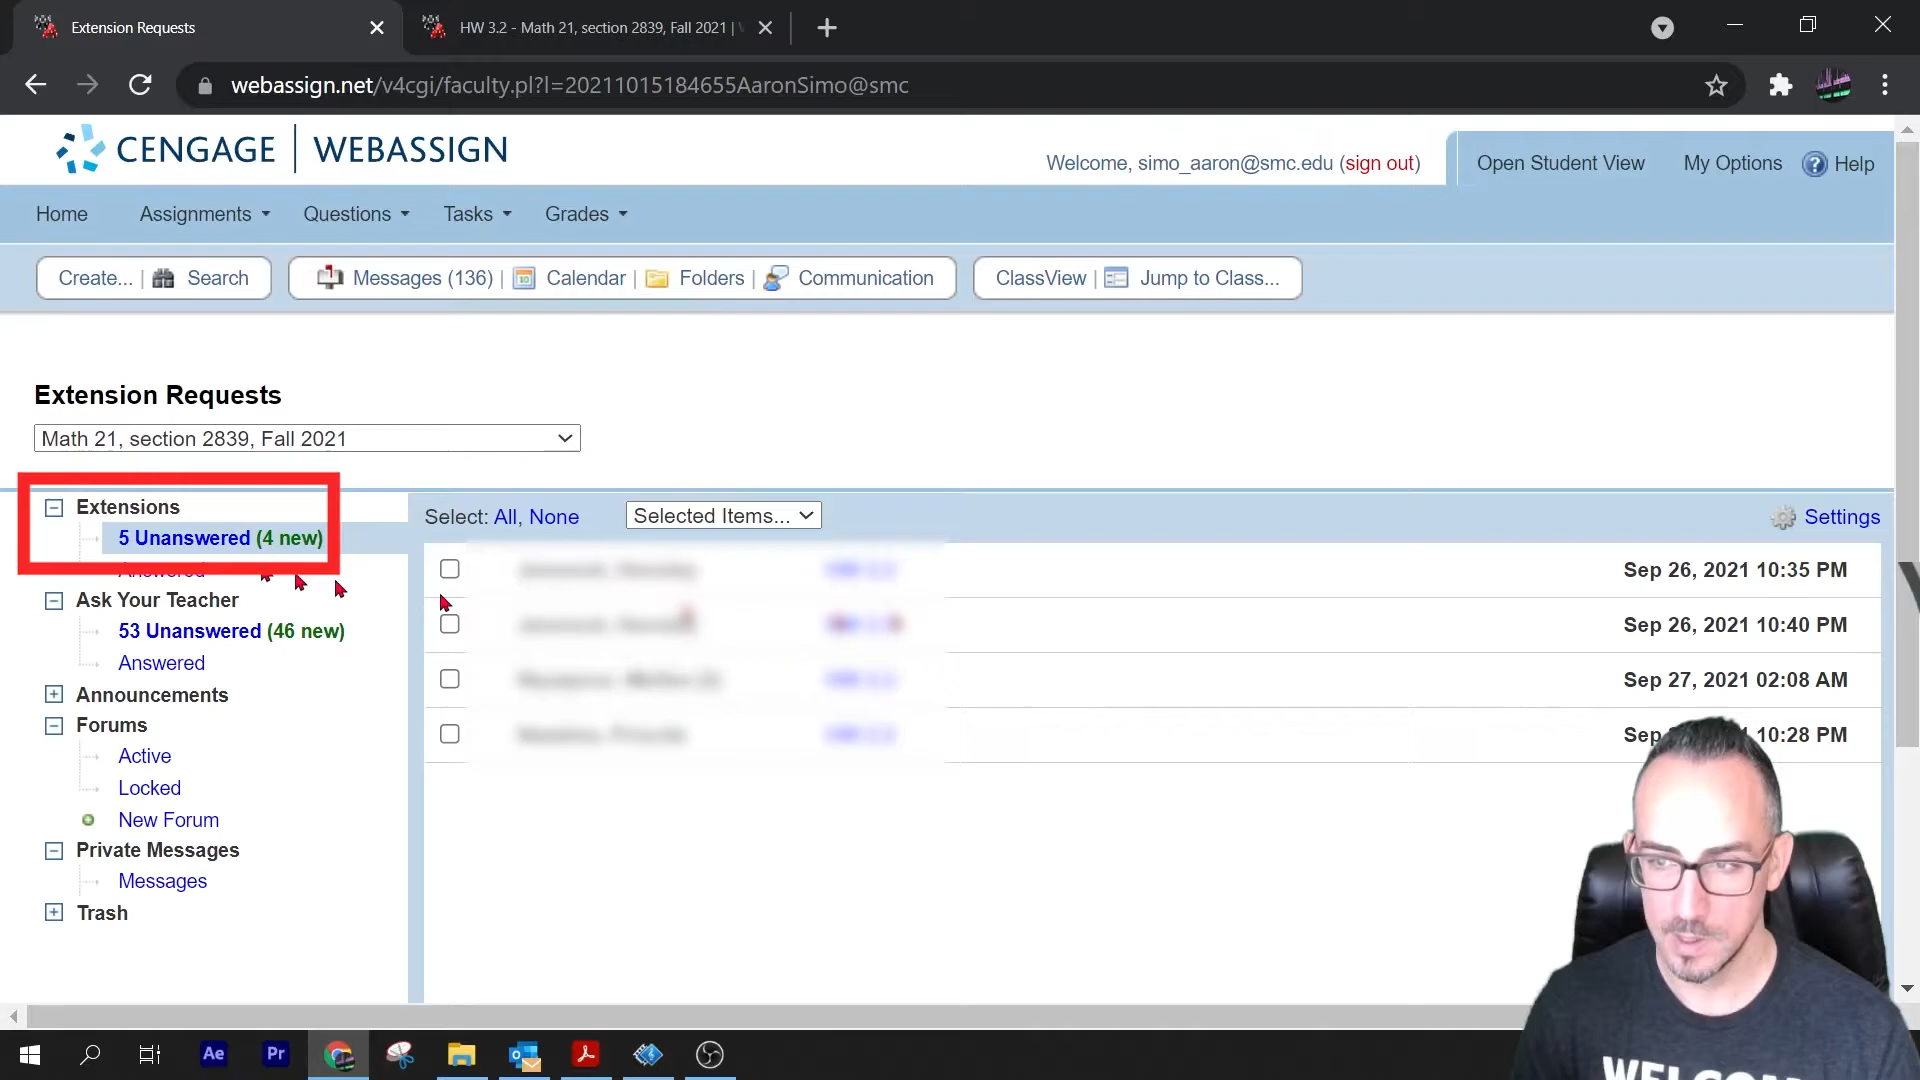 Extension Requests
HW 3.2 - Math 21, section 2839, Fall 2021 |
webassign.net/v4cgi/faculty.pl?l=20211015184655AaronSimo@smc
CENGAGE | WEBASSIGN
Welcome, simo_aaron@smc.edu (sign out)
Open Student View
My Options
? Help
Home
Assignments
Questions
Tasks
Grades
Create... | Search
Messages (136) | 10 Calendar | Folders | Communication
ClassView | Jump to Class...
Extension Requests
Math 21, section 2839, Fall 2021
Extensions
5 Unanswered (4 new)
Answered
Ask Your Teacher
53 Unanswered (46 new)
Answered
Announcements
Forums
Active
Locked
New Forum
Private Messages
Messages
Trash
Select: All, None
Selected Items...
Settings
Sep 26, 2021 10:35 PM
Sep 26, 2021 10:40 PM
Sep 27, 2021 02:08 AM
Sep 10:28 PM
Ae
Pr